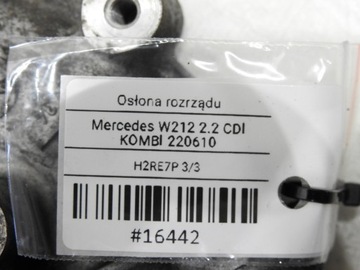 Osłona rozrządu
Mercedes W212 2.2 CDI
KOMBI 220610
H2RE7P 3/3
#16442